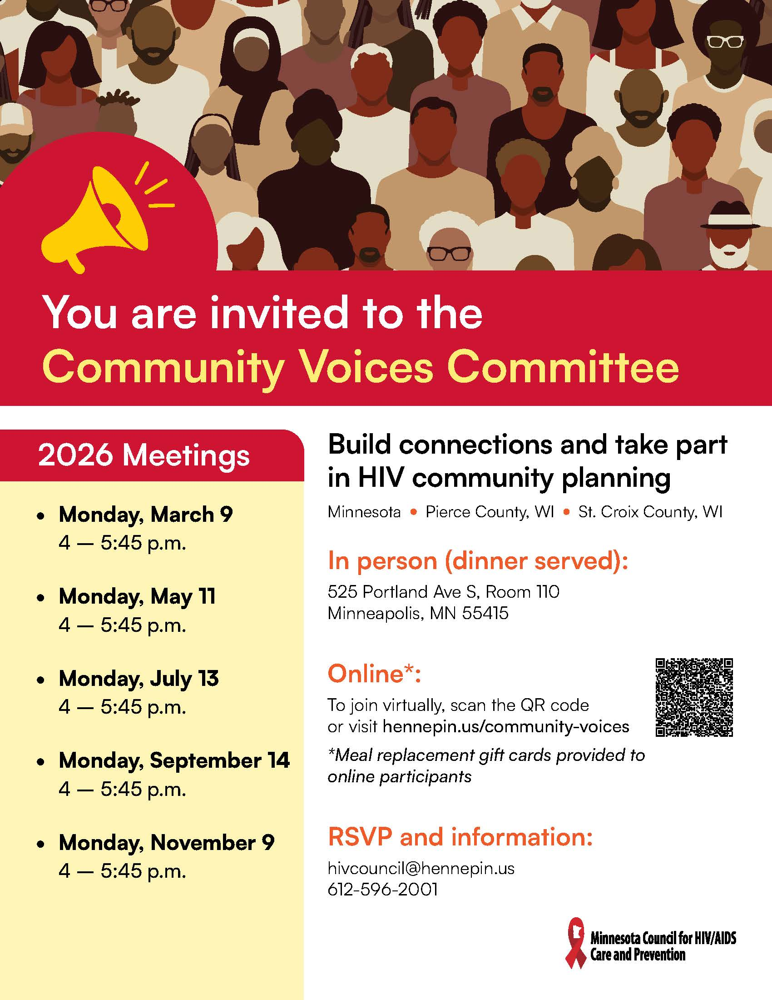 You are invited to the
Community Voices Committee
2026 Meetings
• Monday, March 9
4 — 5:45 p.m.
• Monday, May 11
4 — 5:45 p.m.
• Monday, July 13
4 — 5:45 p.m.
• Monday, September 14
4 — 5:45 p.m.
• Monday, November 9
4 — 5:45 p.m.
Build connections and take part
in HIV community planning
Minnesota • Pierce County, WI • St. Croix County, WI
In person (dinner served):
525 Portland Ave S, Room 110
Minneapolis, MN 55415
Online*:
To join virtually, scan the QR code
or visit hennepin.us/community-voices
*Meal replacement gift cards provided to
online participants
RSVP and information:
hivcouncil@hennepin.us
612-596-2001
Minnesota Council for HIV/AIDS
Care and Prevention